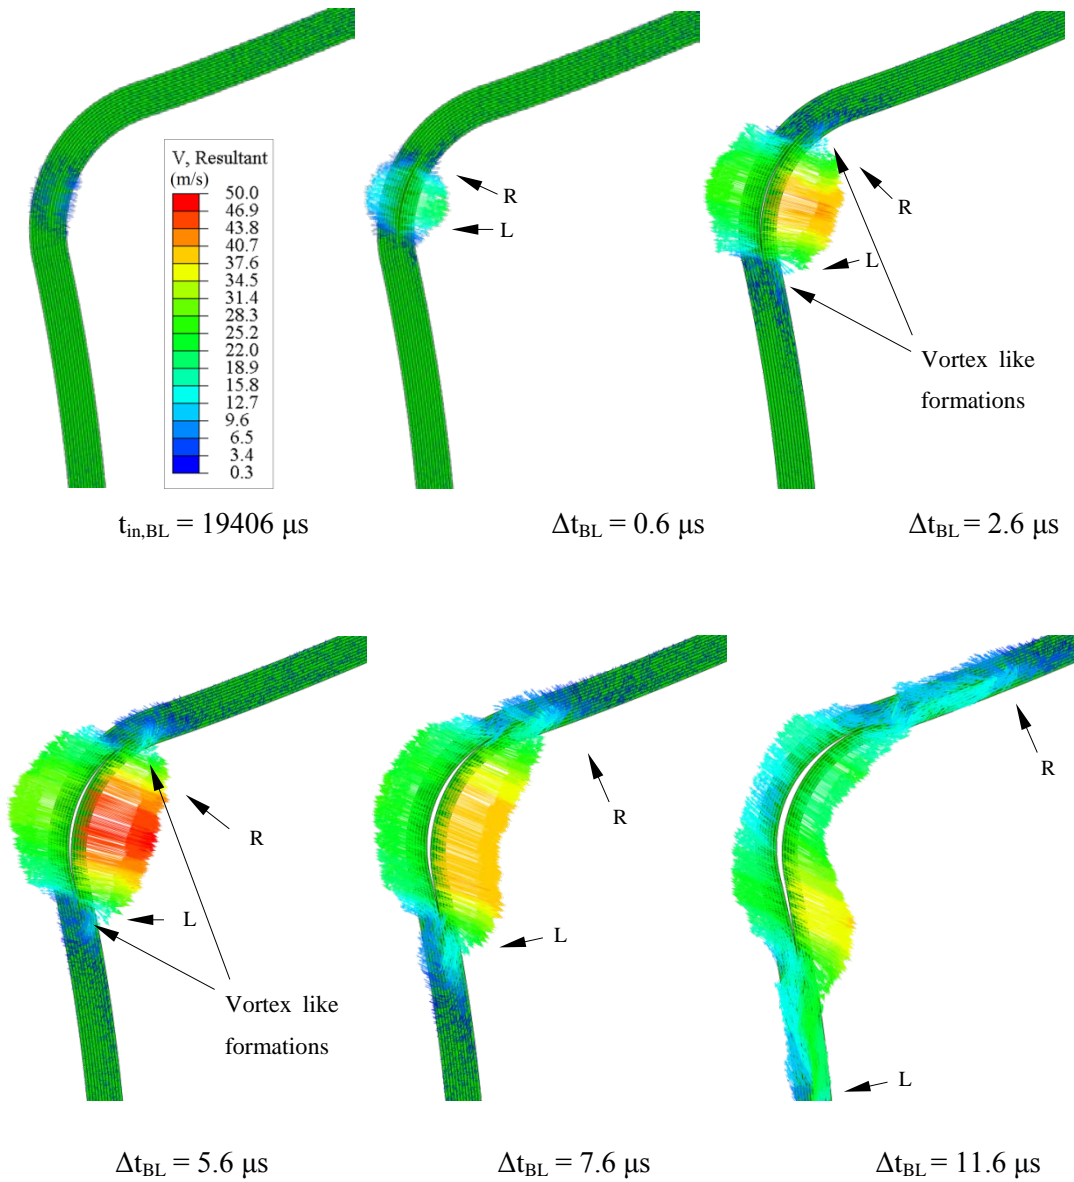 V, Resultant
(m/s)
50.0
46.9
43.8
40.7
37.6
34.5
31.4
28.3
25.2
22.0
18.9
15.8
12.7
9.6
6.5
3.4
0.3
R
L
R
L
Vortex like
formations
t_in,BL = 19406 μs
Δt_BL = 0.6 μs
Δt_BL = 2.6 μs
R
L
Vortex like
formations
R
L
R
L
Δt_BL = 5.6 μs
Δt_BL = 7.6 μs
Δt_BL = 11.6 μs